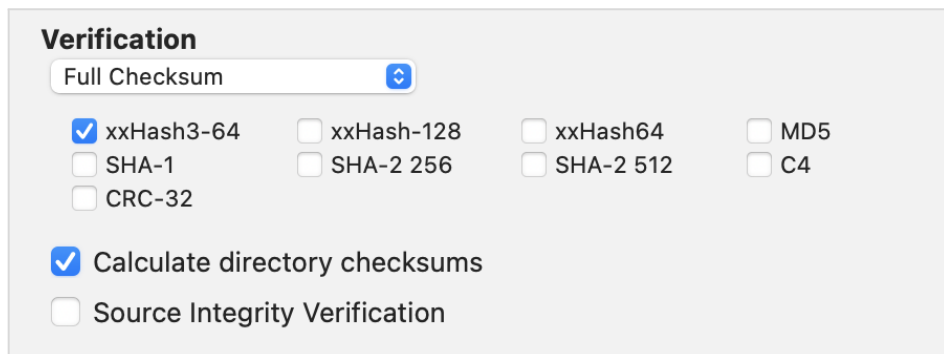 Verification
Full Checksum
xxHash3-64 xxHash-128 xxHash64 MD5
SHA-1 SHA-2 256 SHA-2 512 C4
CRC-32
Calculate directory checksums
Source Integrity Verification